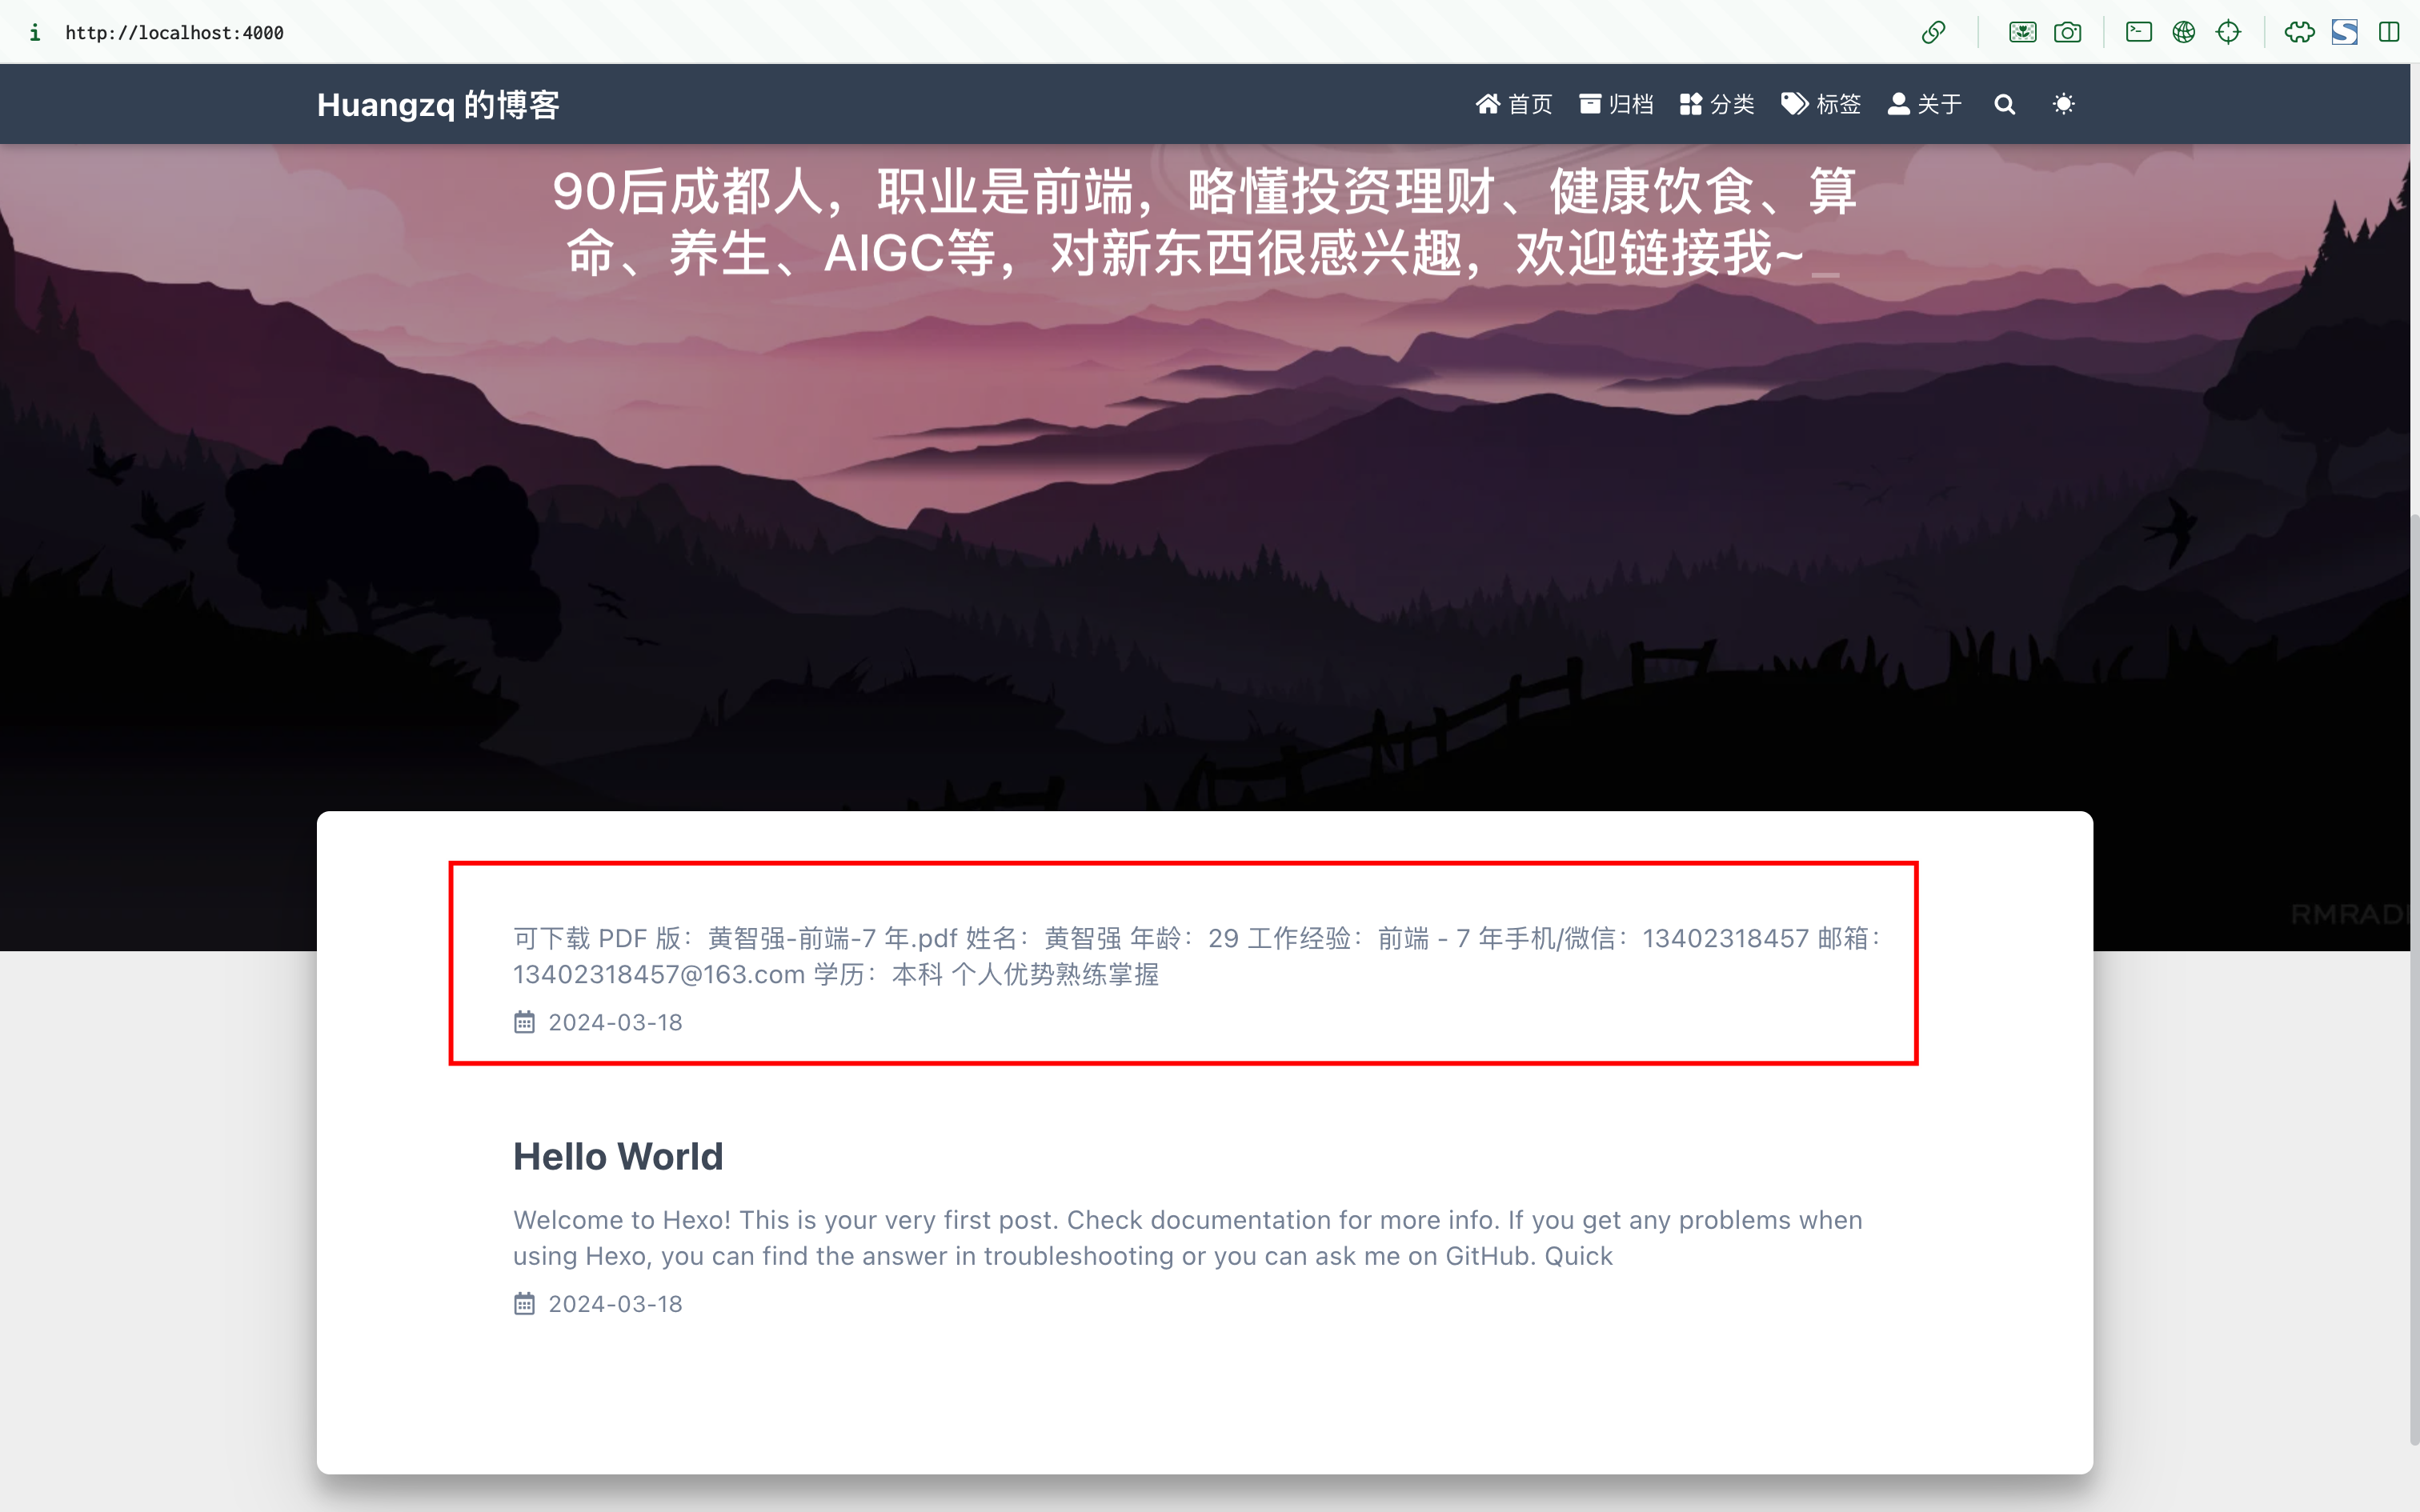 http://localhost:4000
Huangzq 的博客
首页 归档 分类 标签 关于
90后成都人，职业是前端，略懂投资理财、健康饮食、算
命、养生、AIGC等，对新东西很感兴趣，欢迎链接我~_
可下载 PDF 版：黄智强-前端-7 年.pdf 姓名：黄智强 年龄：29 工作经验：前端 - 7 年手机/微信：13402318457 邮箱：
13402318457@163.com 学历：本科 个人优势熟练掌握
2024-03-18
Hello World
Welcome to Hexo! This is your very first post. Check documentation for more info. If you get any problems when
using Hexo, you can find the answer in troubleshooting or you can ask me on GitHub. Quick
2024-03-18